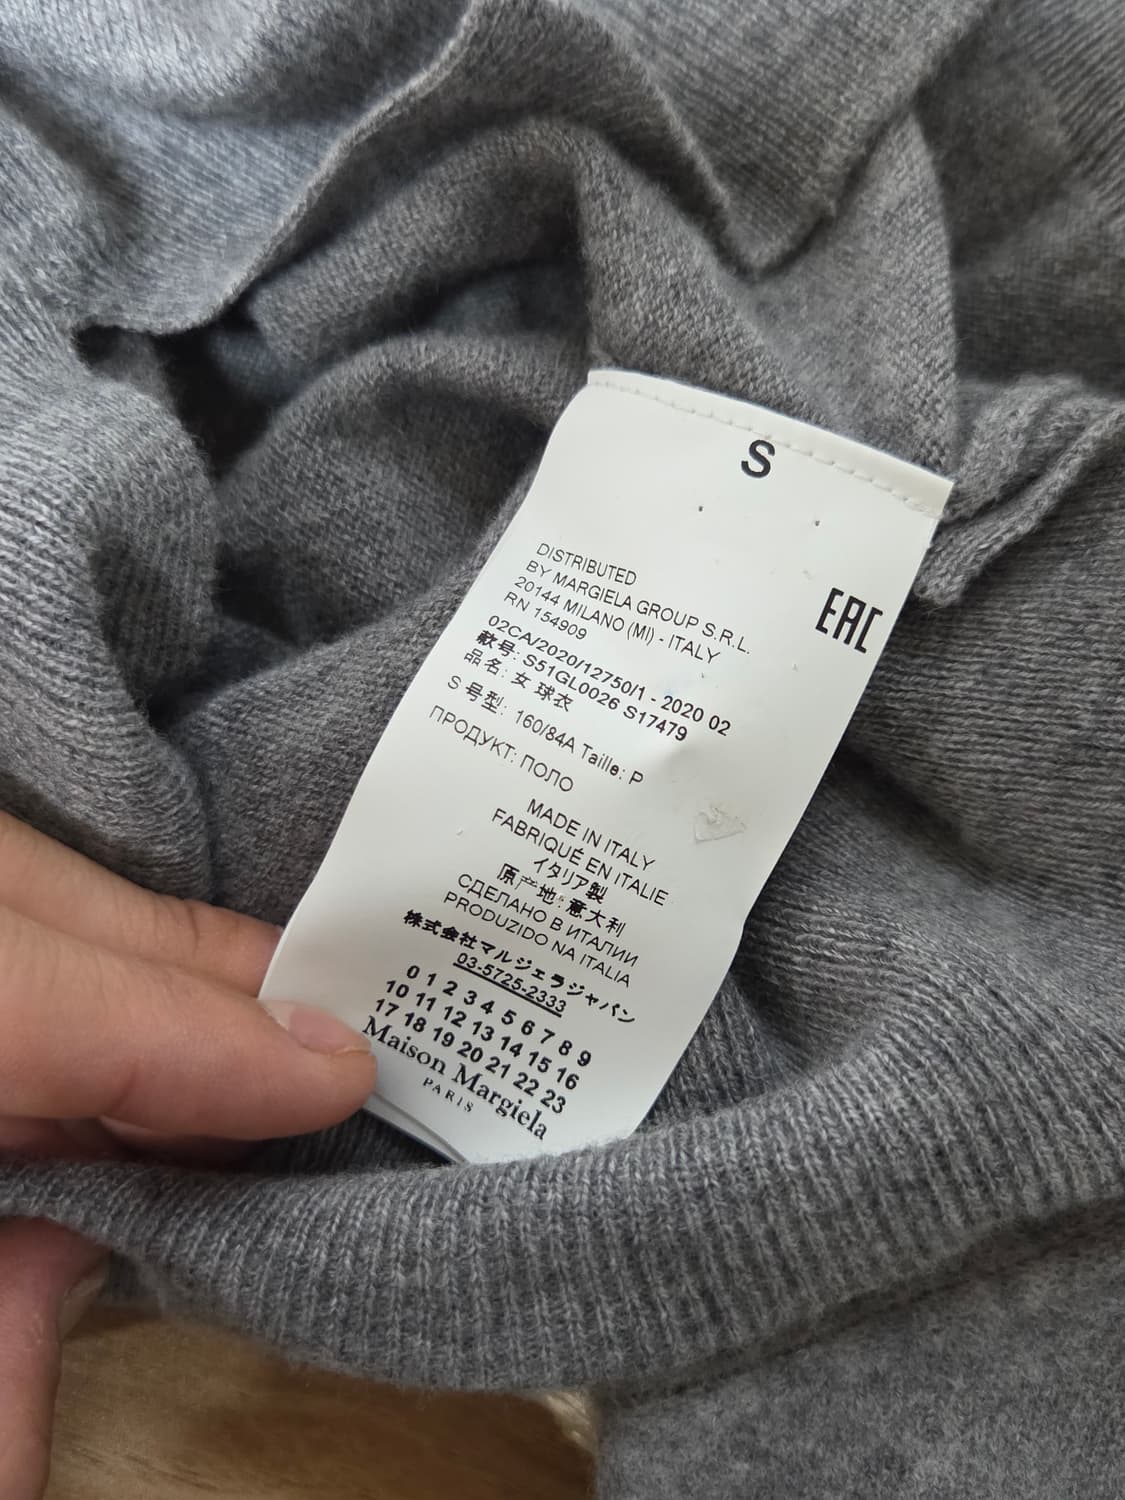 S
EAC
DISTRIBUTED
BY MARGIELA GROUP S.R.L.
20144 MILANO (MI) - ITALY
RN 154909
02CA/2020/12750/1 - 2020 02
款号: S51GL0026 S17479
品名: 女 球衣
S 号型: 160/84A Taille: P
ПРОДУКТ: ПОЛО
MADE IN ITALY
FABRIQUÉ EN ITALIE
イタリア製
原产地: 意大利
СДЕЛАНО В ИТАЛИИ
PRODUZIDO NA ITALIA
株式会社マルジェラジャパン
03-5725-2333
0 1 2 3 4 5 6 7 8 9
10 11 12 13 14 15 16
17 18 19 20 21 22 23
Maison Margiela
PARIS